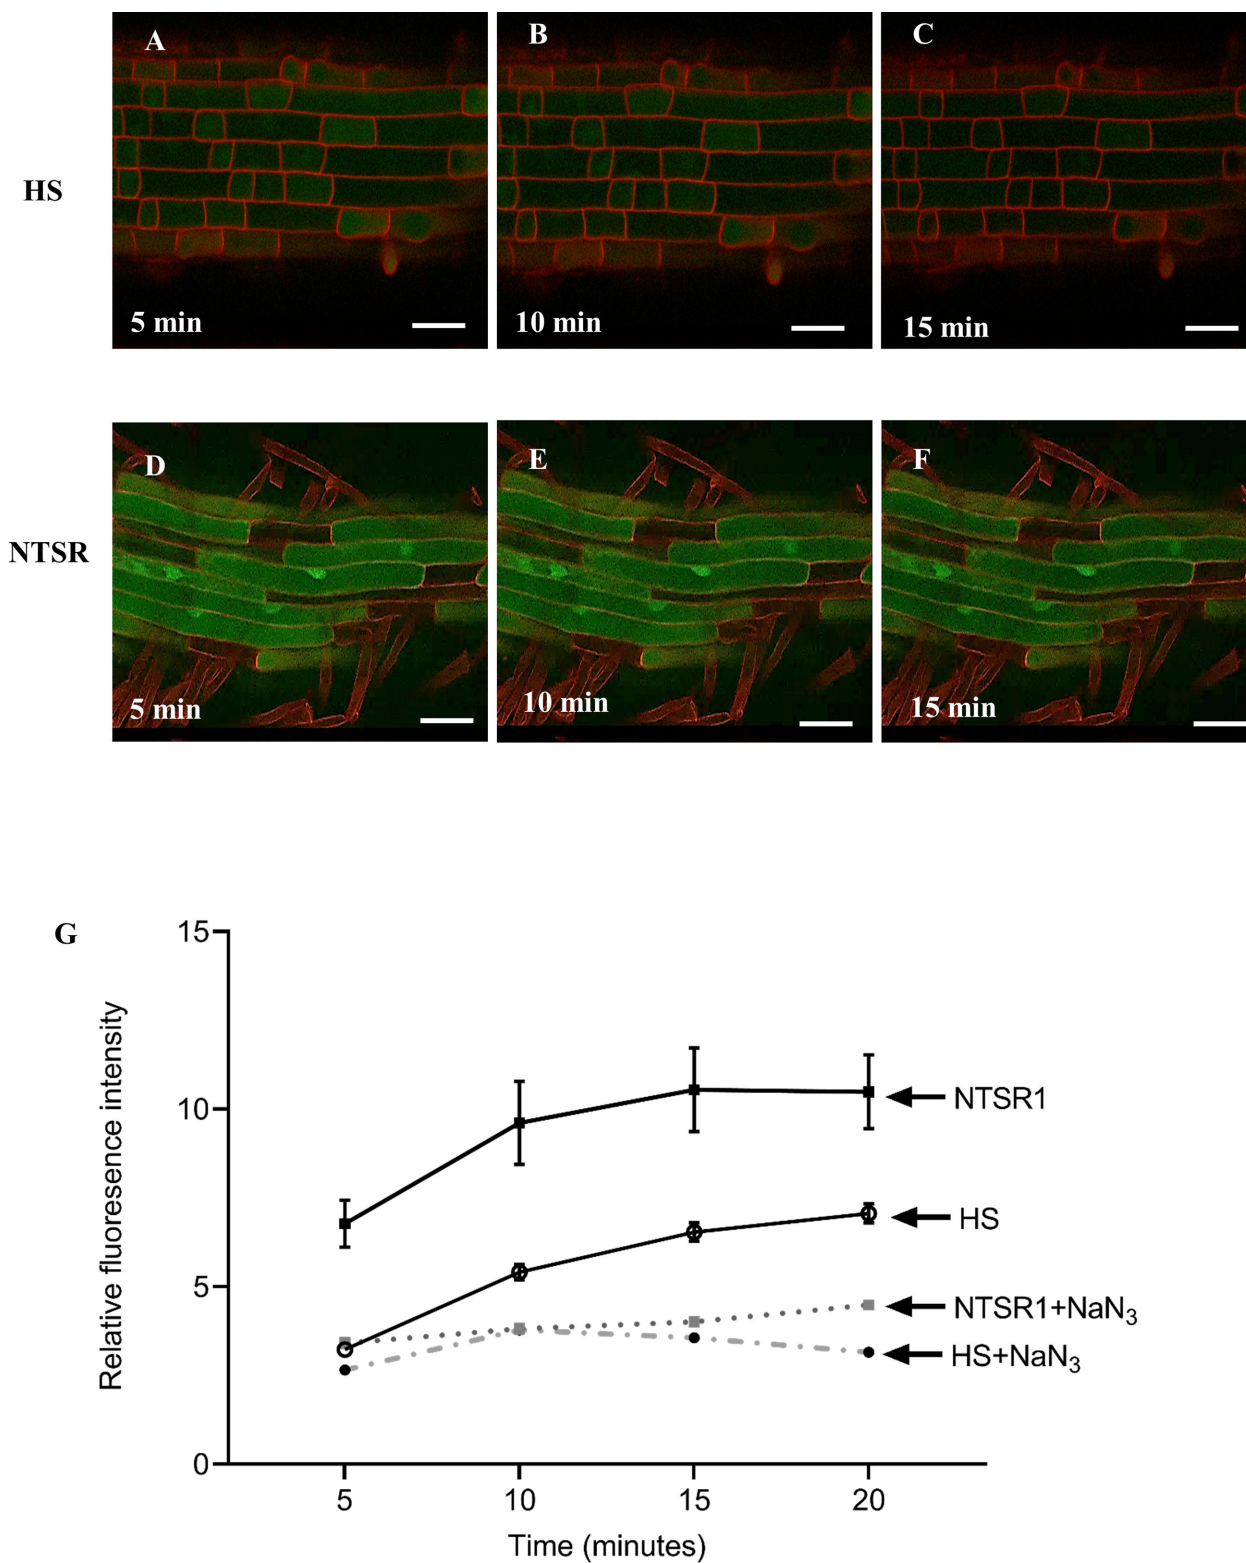 A
B
C
HS
5 min
10 min
15 min
D
E
F
NTSR
5 min
10 min
15 min
G
15
10
5
0
Relative fluoresence intensity
NTSR1
HS
NTSR1+NaN₃
HS+NaN₃
5
10
15
20
Time (minutes)